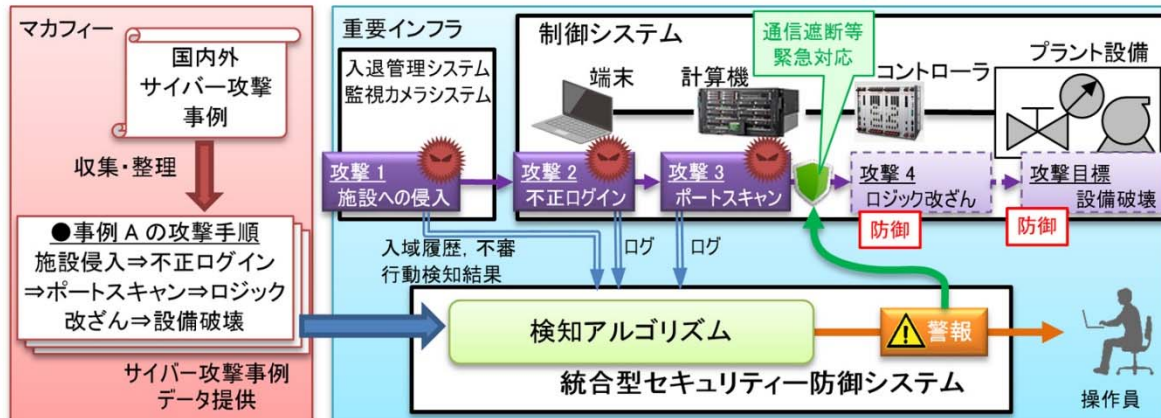 マカフィー
国内外
サイバー攻撃
事例
収集・整理
●事例Aの攻撃手順
施設侵入⇒不正ログイン
⇒ポートスキャン⇒ロジック
改ざん⇒設備破壊
サイバー攻撃事例
データ提供
重要インフラ
入退管理システム
監視カメラシステム
制御システム
端末
計算機
通信遮断等
緊急対応
コントローラ
プラント設備
攻撃1
施設への侵入
攻撃2
不正ログイン
攻撃3
ポートスキャン
攻撃4
ロジック改ざん
攻撃目標
設備破壊
防御
防御
入域履歴,不審
行動検知結果
ログ
ログ
検知アルゴリズム
警報
統合型セキュリティー防御システム
操作員